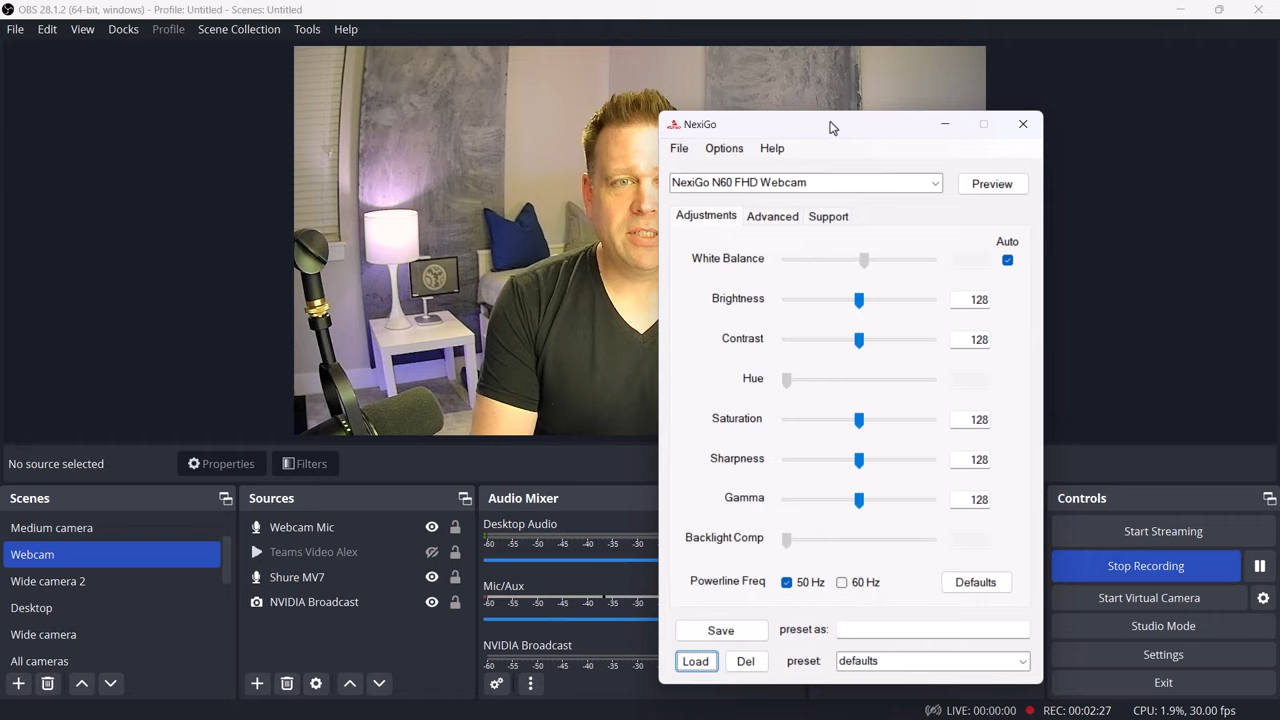 OBS 28.1.2 (64-bit, windows) - Profile: Untitled - Scenes: Untitled
File Edit View Docks Profile Scene Collection Tools Help
NexiGo
File Options Help
NexiGo N60 FHD Webcam
Preview
Adjustments Advanced Support
Auto
White Balance
Brightness 128
Contrast 128
Hue
Saturation 128
Sharpness 128
Gamma 128
Backlight Comp
Powerline Freq 50 Hz 60 Hz Defaults
Save preset as:
Load Del preset: defaults
No source selected Properties Filters
Scenes
Medium camera
Webcam
Wide camera 2
Desktop
Wide camera
All cameras
Sources
Webcam Mic
Teams Video Alex
Shure MV7
NVIDIA Broadcast
Audio Mixer
Desktop Audio
-60 -55 -50 -45 -40 -35 -30
Mic/Aux
-60 -55 -50 -45 -40 -35 -30
NVIDIA Broadcast
-60 -55 -50 -45 -40 -35 -30
Controls
Start Streaming
Stop Recording
Start Virtual Camera
Studio Mode
Settings
Exit
LIVE: 00:00:00 REC: 00:02:27 CPU: 1.9%, 30.00 fps